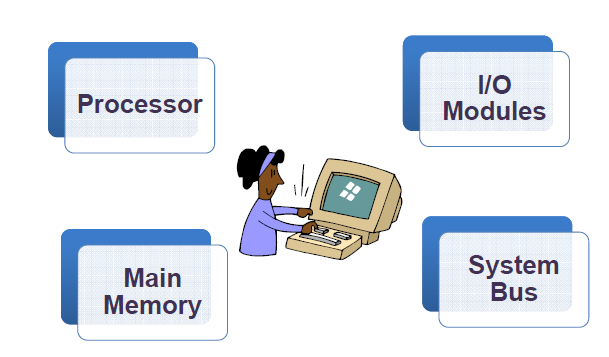 Processor
I/O
Modules
Main
Memory
System
Bus